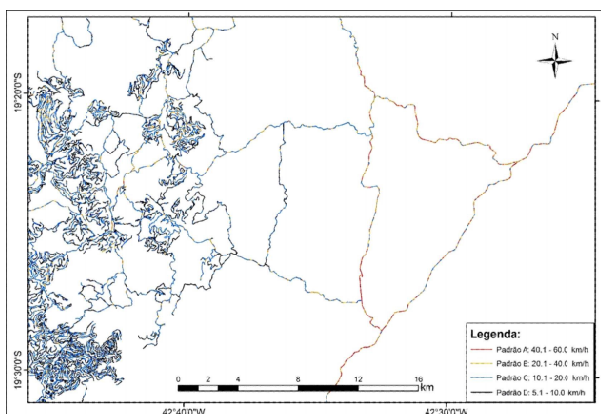 N
19°20'0"S
19°30'0"S
42°40'0"W
42°30'0"W
0 2 4 8 12 16
km
Legenda:
Padrão A: 40.1 - 60.0 km/h
Padrão B: 20.1 - 40.0 km/h
Padrão C: 10.1 - 20.0 km/h
Padrão D: 5.1 - 10.0 km/h